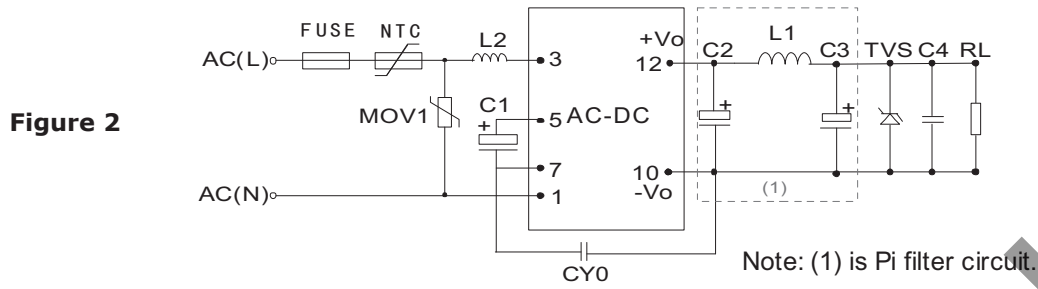 FUSE NTC
AC(L)
L2
3
+Vo
12
C2
L1
C3
TVS
C4
RL
Figure 2
MOV1
C1
+
5
AC-DC
+
+
7
10
-Vo
(1)
AC(N)
1
CY0
Note: (1) is Pi filter circuit.